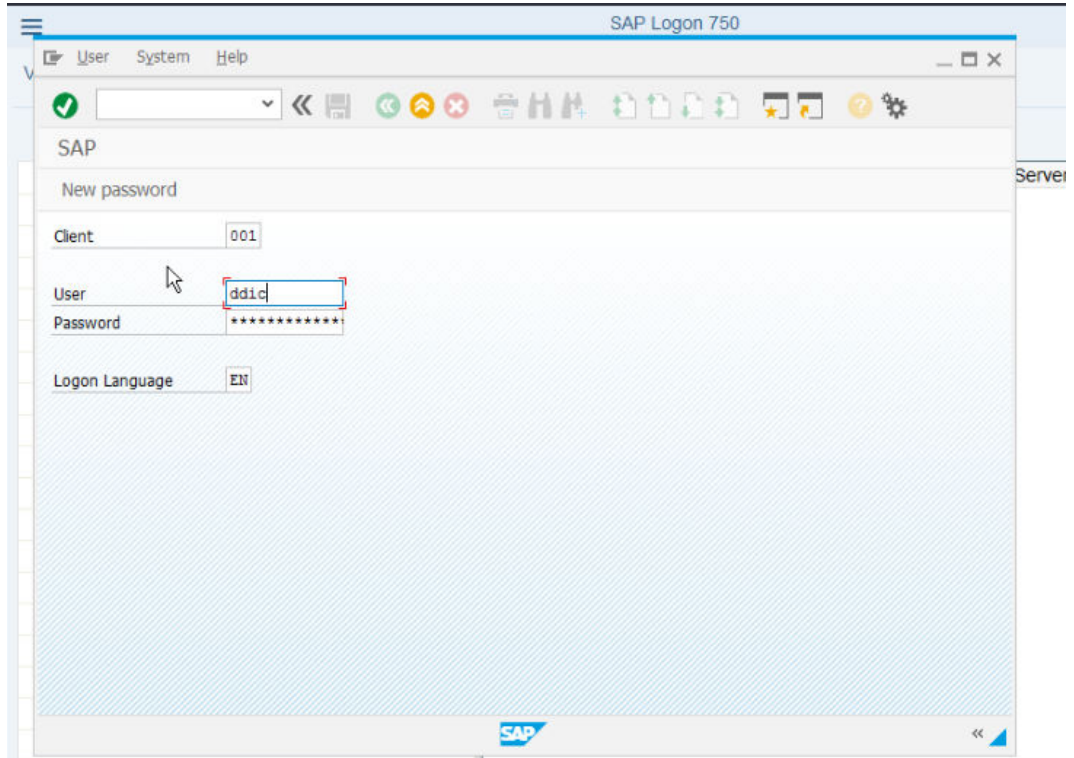 SAP Logon 750
User System Help
SAP
New password
Client 001
User ddic
Password *************
Logon Language EN
SAP
Server
V